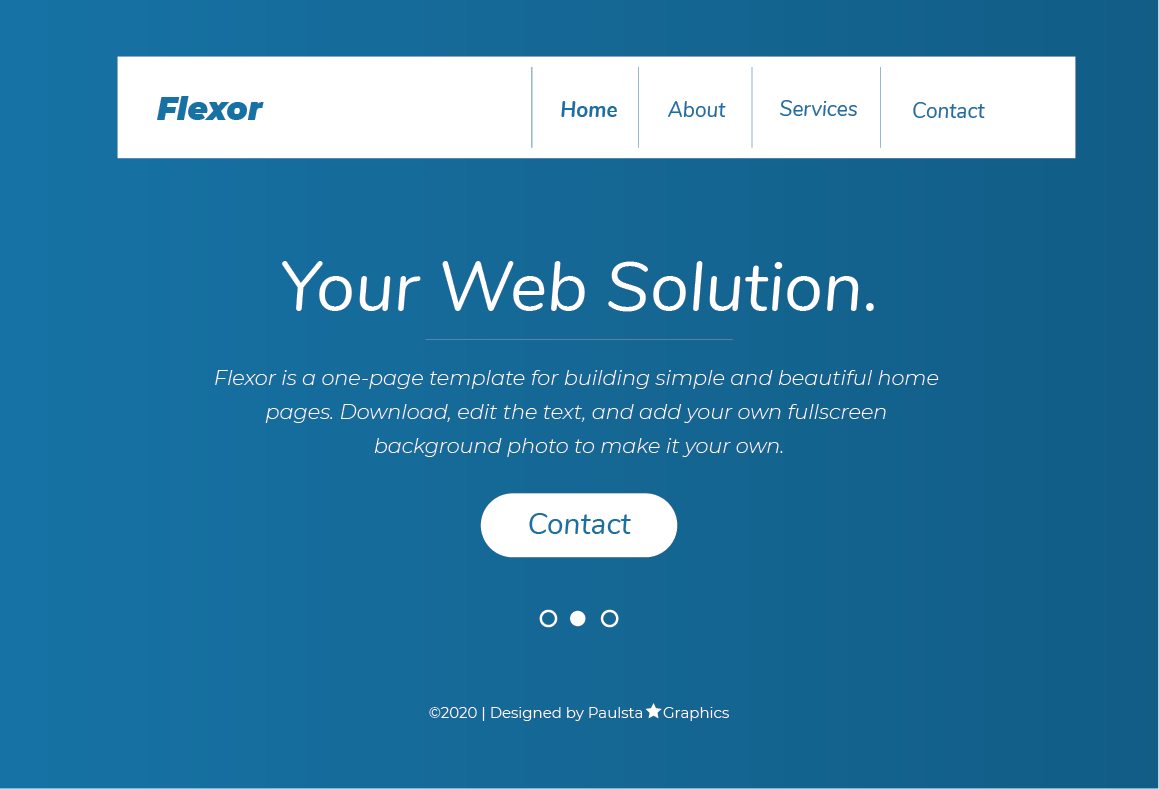 Flexor
Home About Services Contact
Your Web Solution.
Flexor is a one-page template for building simple and beautiful home
pages. Download, edit the text, and add your own fullscreen
background photo to make it your own.
Contact
©2020 | Designed by Paulsta★Graphics